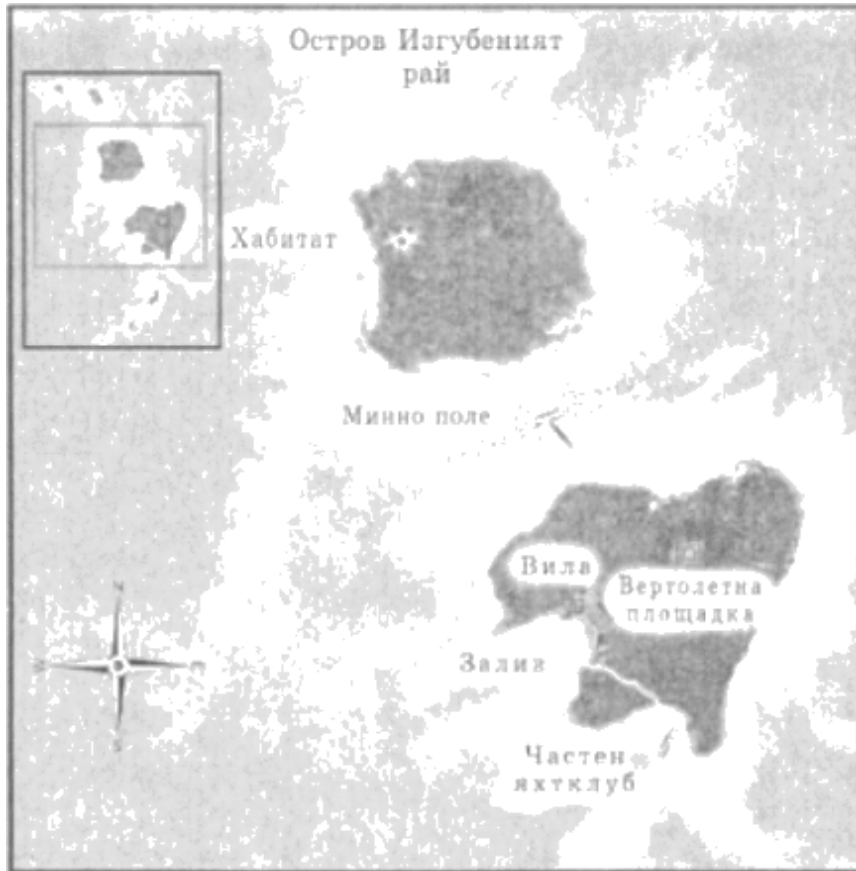 Остров Изгубеният
рай
Хабитат
Минно поле
Вила
Вертолетна
площадка
Залив
Частен
яхтклуб